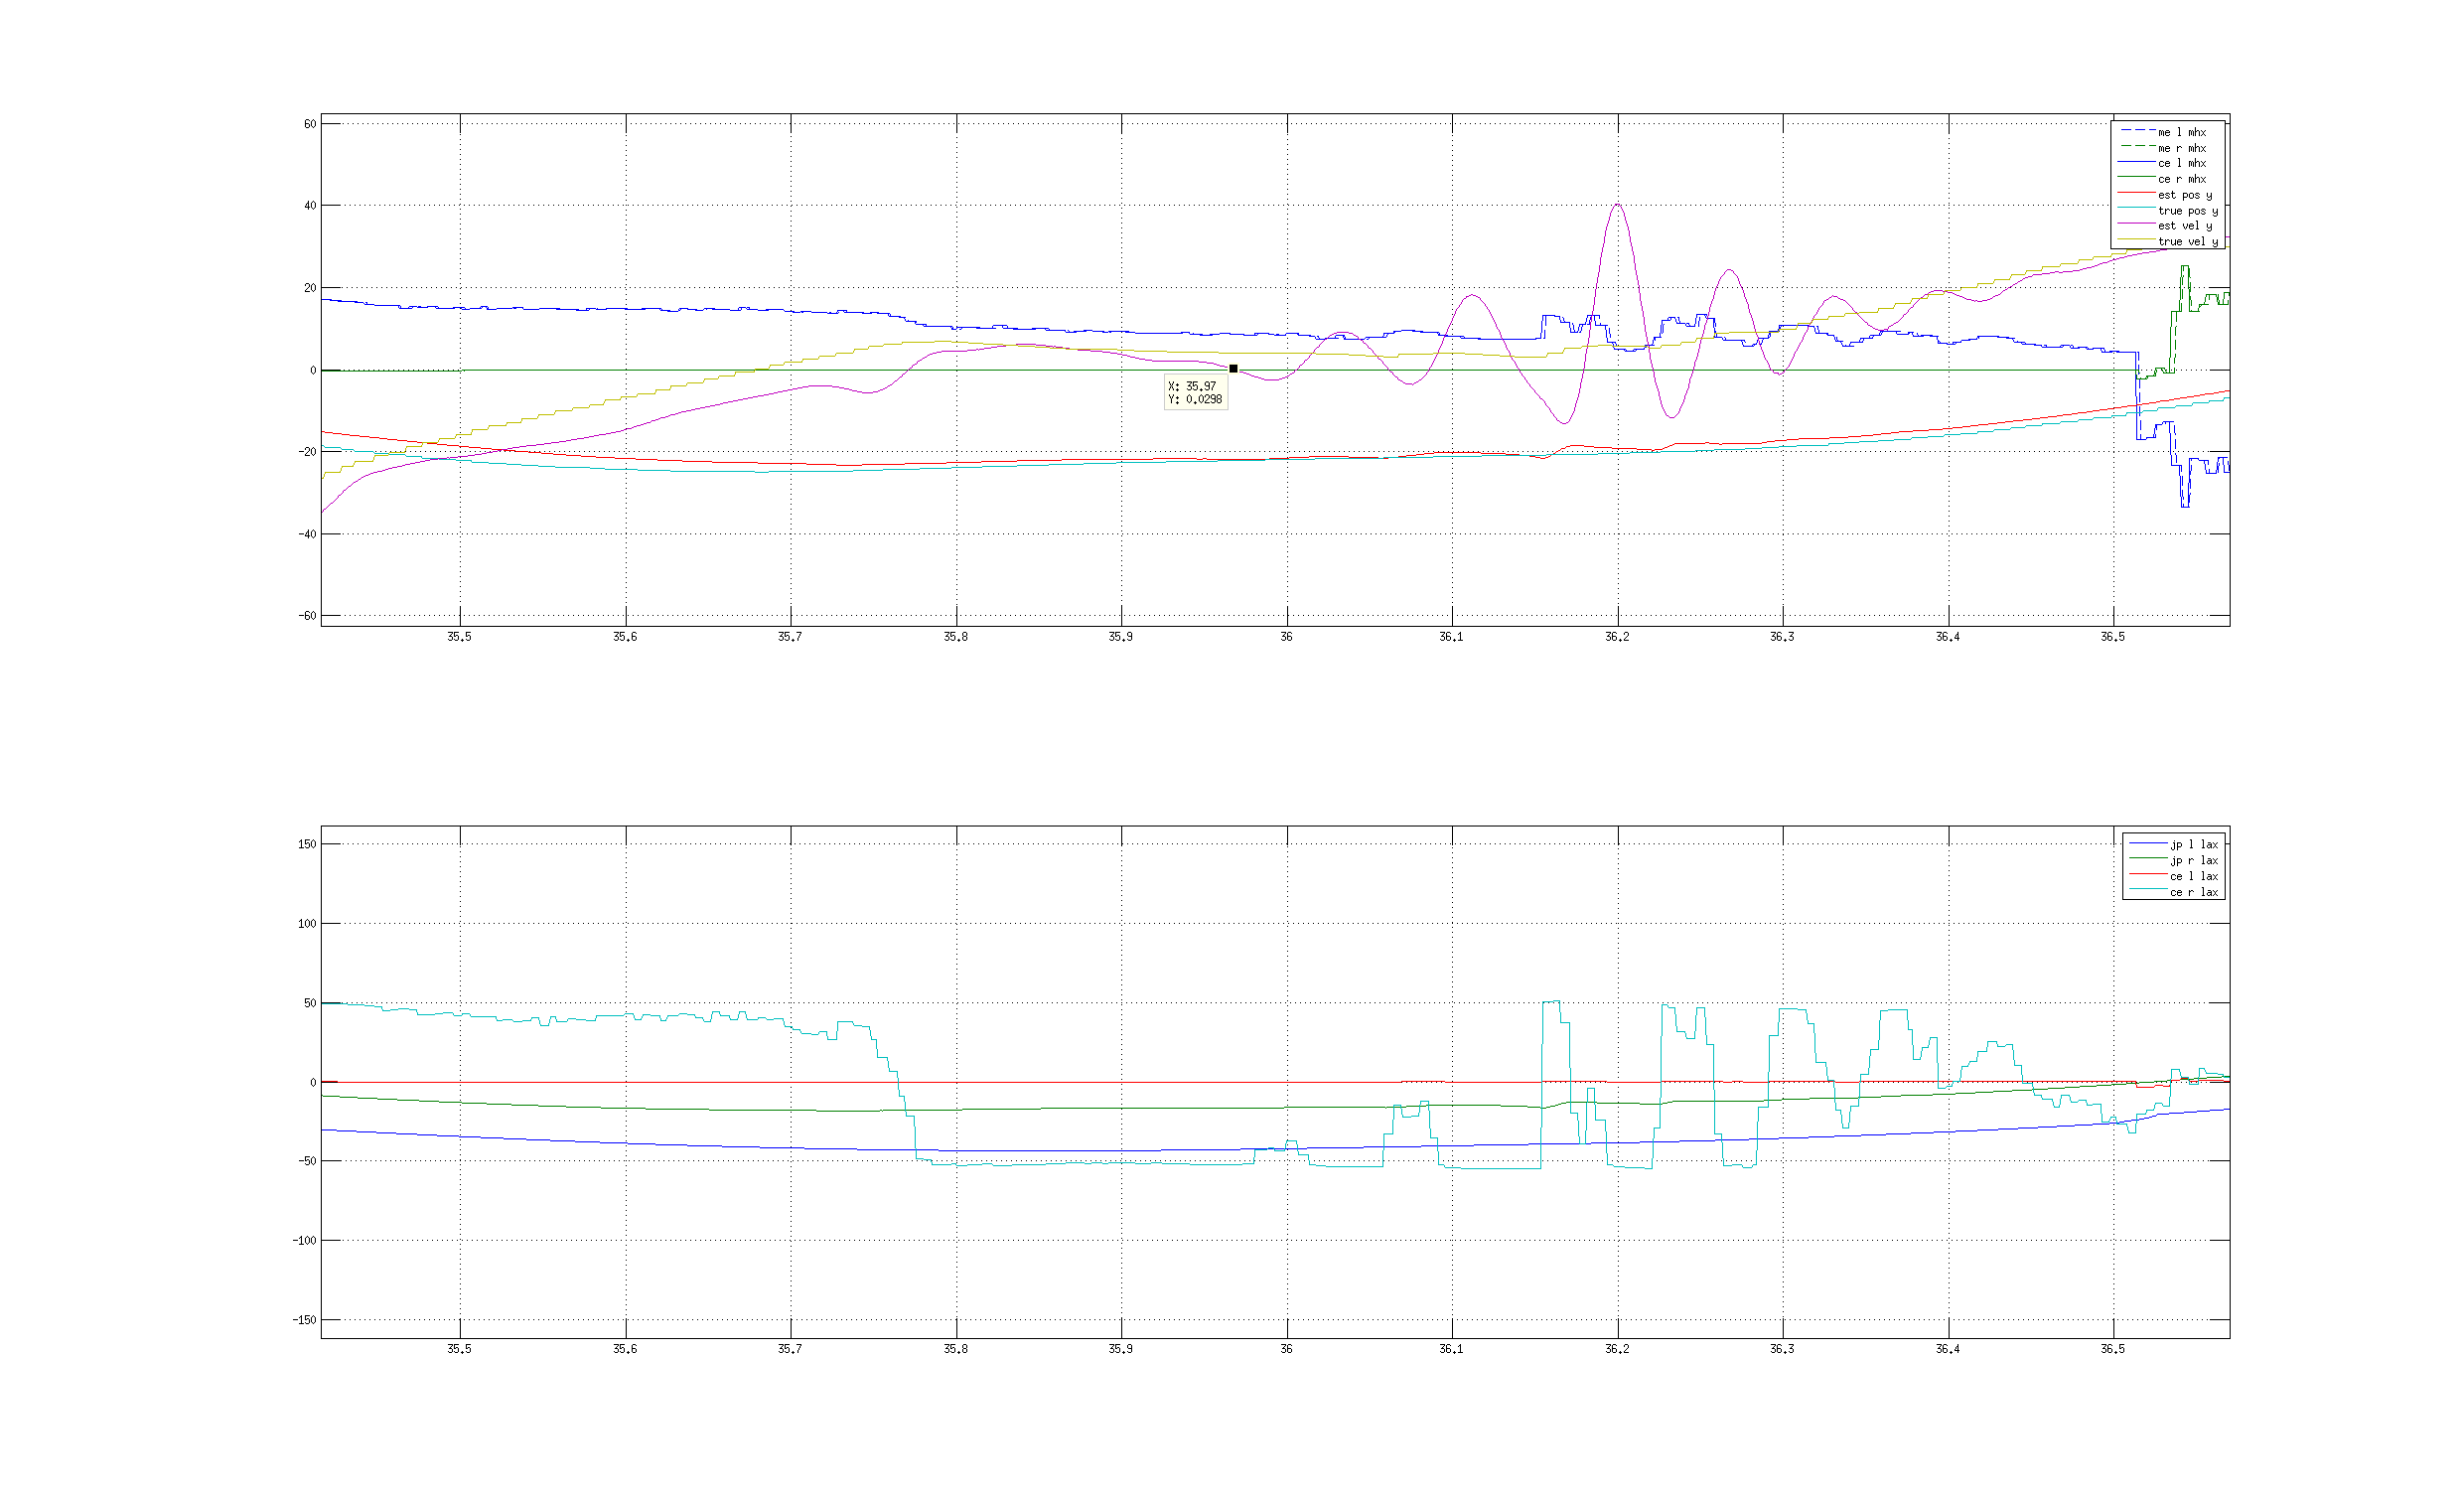 60
40
20
0
-20
-40
-60
35.5 35.6 35.7 35.8 35.9 36 36.1 36.2 36.3 36.4 36.5
me l mhx
me r mhx
ce l mhx
ce r mhx
est pos y
true pos y
est vel y
true vel y
X: 35.97
Y: 0.0298
150
100
50
0
-50
-100
-150
35.5 35.6 35.7 35.8 35.9 36 36.1 36.2 36.3 36.4 36.5
jp l lax
jp r lax
ce l lax
ce r lax